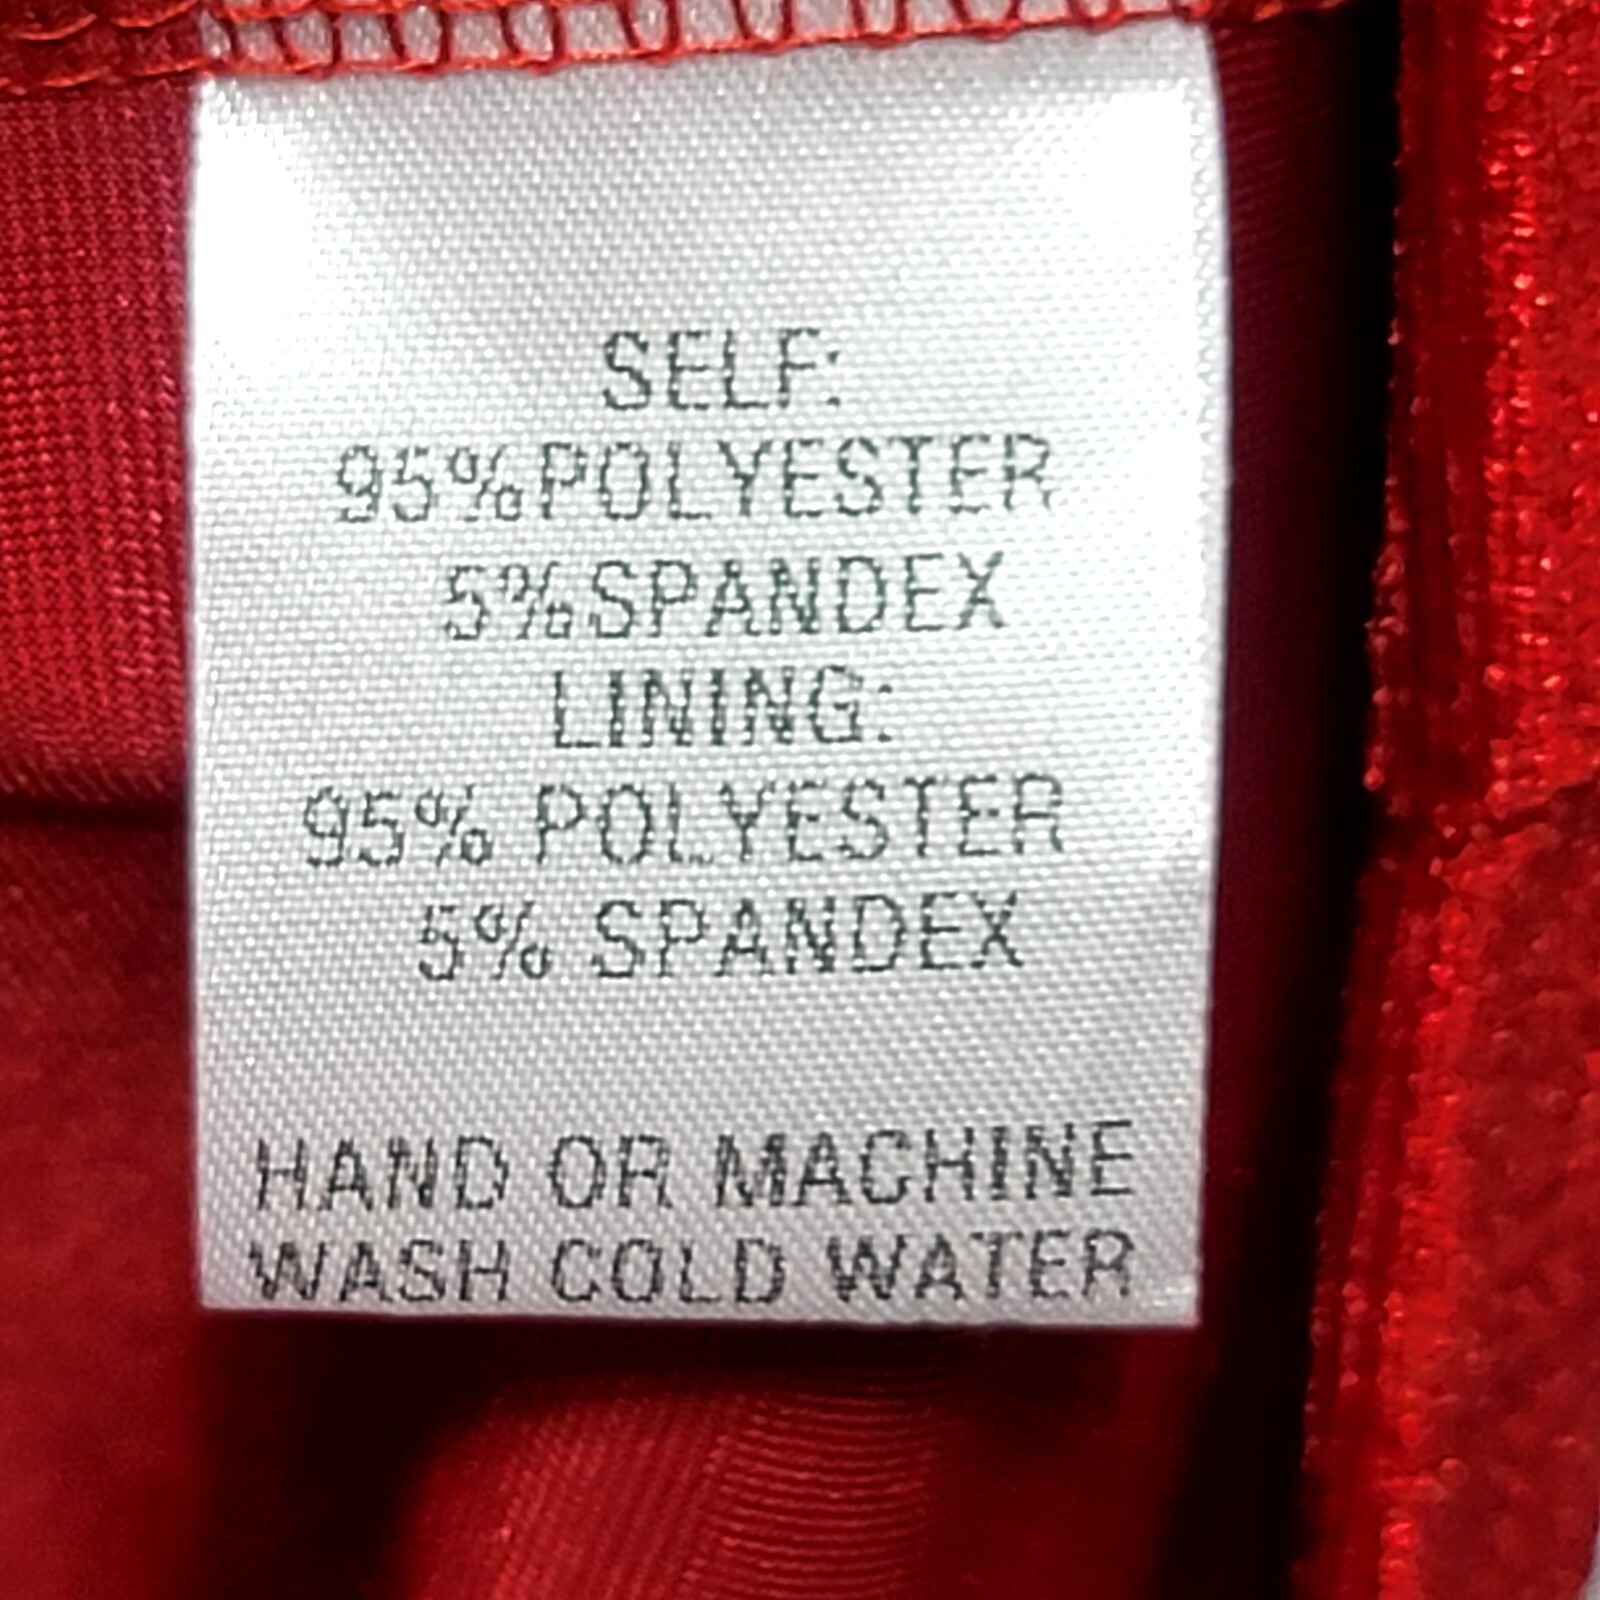 SELF:
95%POLYESTER
5%SPANDEX
LINING:
95% POLYESTER
5% SPANDEX
HAND OR MACHINE
WASH COLD WATER